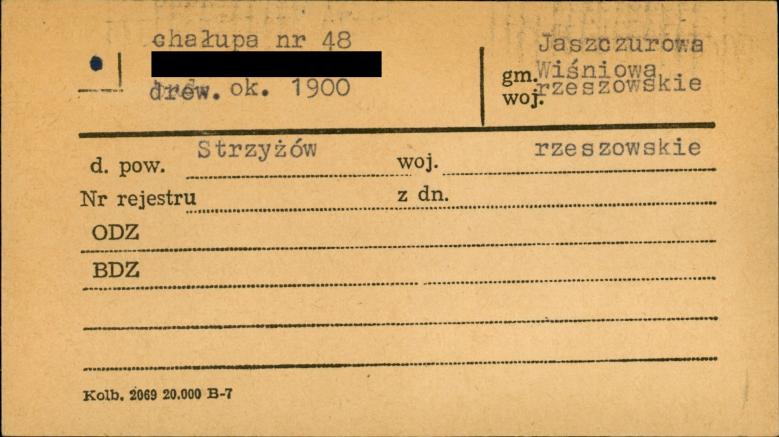 chałupa nr 48
drew. ok. 1900
Jaszczurowa
gm. Wiśniowa
woj. rzeszowskie
d. pow. Strzyżów woj. rzeszowskie
Nr rejestru z dn.
ODZ
BDZ
Kolb. 2069 20.000 B-7